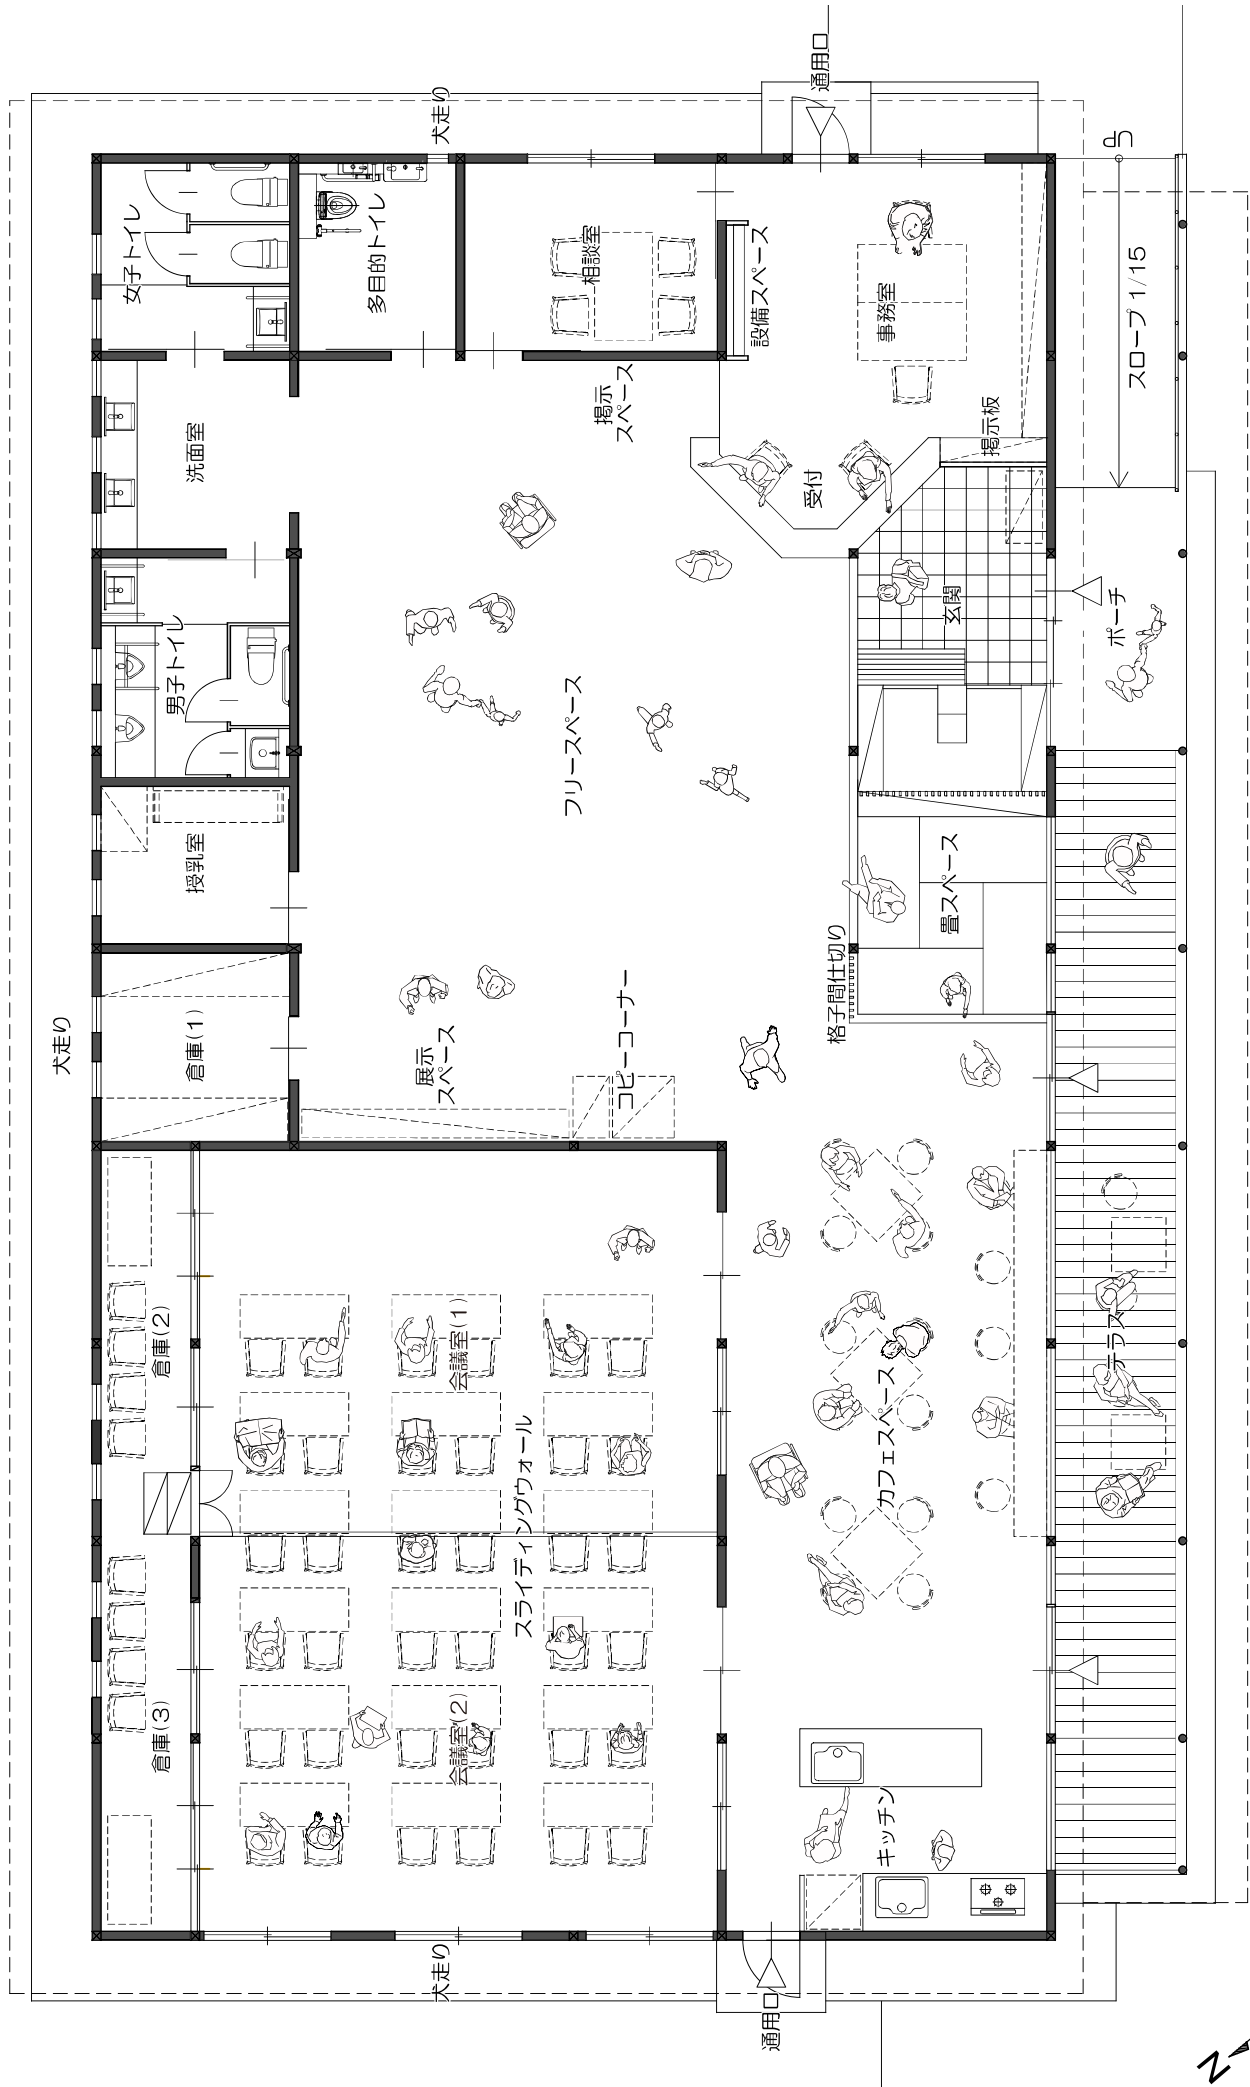 犬走り
通用口
女子トイレ
多目的トイレ
相談室
設備スペース
事務室
up
スロープ 1/15
洗面室
掲示
スペース
受付
掲示板
男子トイレ
フリースペース
玄関
ポーチ
授乳室
畳スペース
格子間仕切り
犬走り
倉庫(1)
展示
スペース
コピーコーナー
倉庫(2)
会議室(1)
スライディングウォール
カフェスペース
テラス
倉庫(3)
会議室(2)
キッチン
犬走り
通用口
N